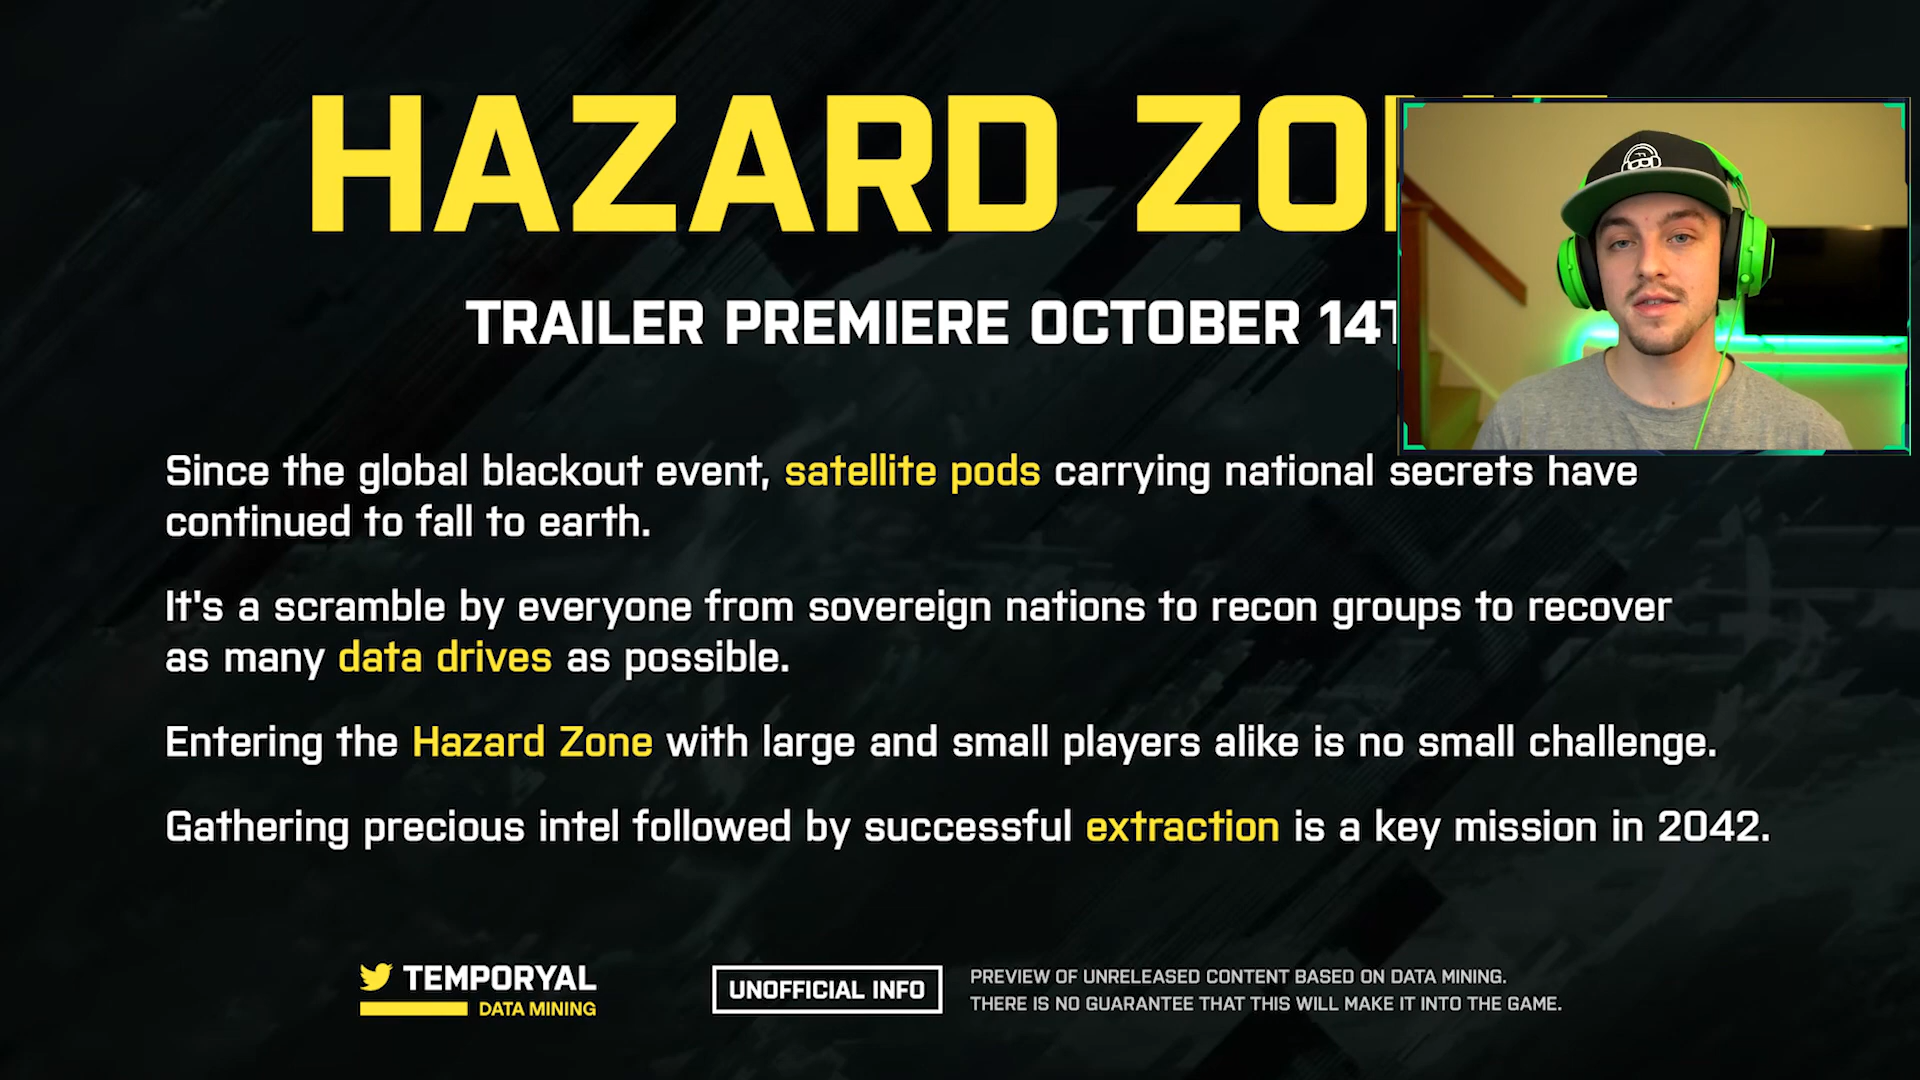 HAZARD
TRAILER PREMIERE OCTOBER
Since the global blackout event, satellite pods carrying national secrets have
continued to fall to earth.
It's a scramble by everyone from sovereign nations to recon groups to recover
as many data drives as possible.
Entering the Hazard Zone with large and small players alike is no small challenge.
Gathering precious intel followed by successful extraction is a key mission in 2042.
TEMPORYAL
DATA MINING
UNOFFICIAL INFO
PREVIEW OF UNRELEASED CONTENT BASED ON DATA MINING.
THERE IS NO GUARANTEE THAT THIS WILL MAKE IT INTO THE GAME.